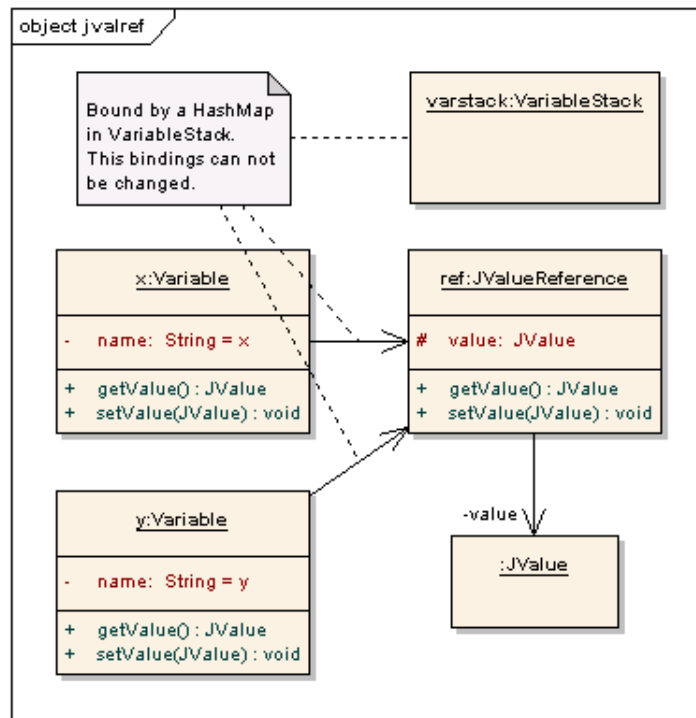 object jvalref
Bound by a HashMap
in VariableStack.
This bindings can not
be changed.
varstack:VariableStack
x:Variable
- name: String = x
+ getValue() : JValue
+ setValue(JValue) : void
ref:JValueReference
# value: JValue
+ getValue() : JValue
+ setValue(JValue) : void
y:Variable
- name: String = y
+ getValue() : JValue
+ setValue(JValue) : void
-value
:JValue